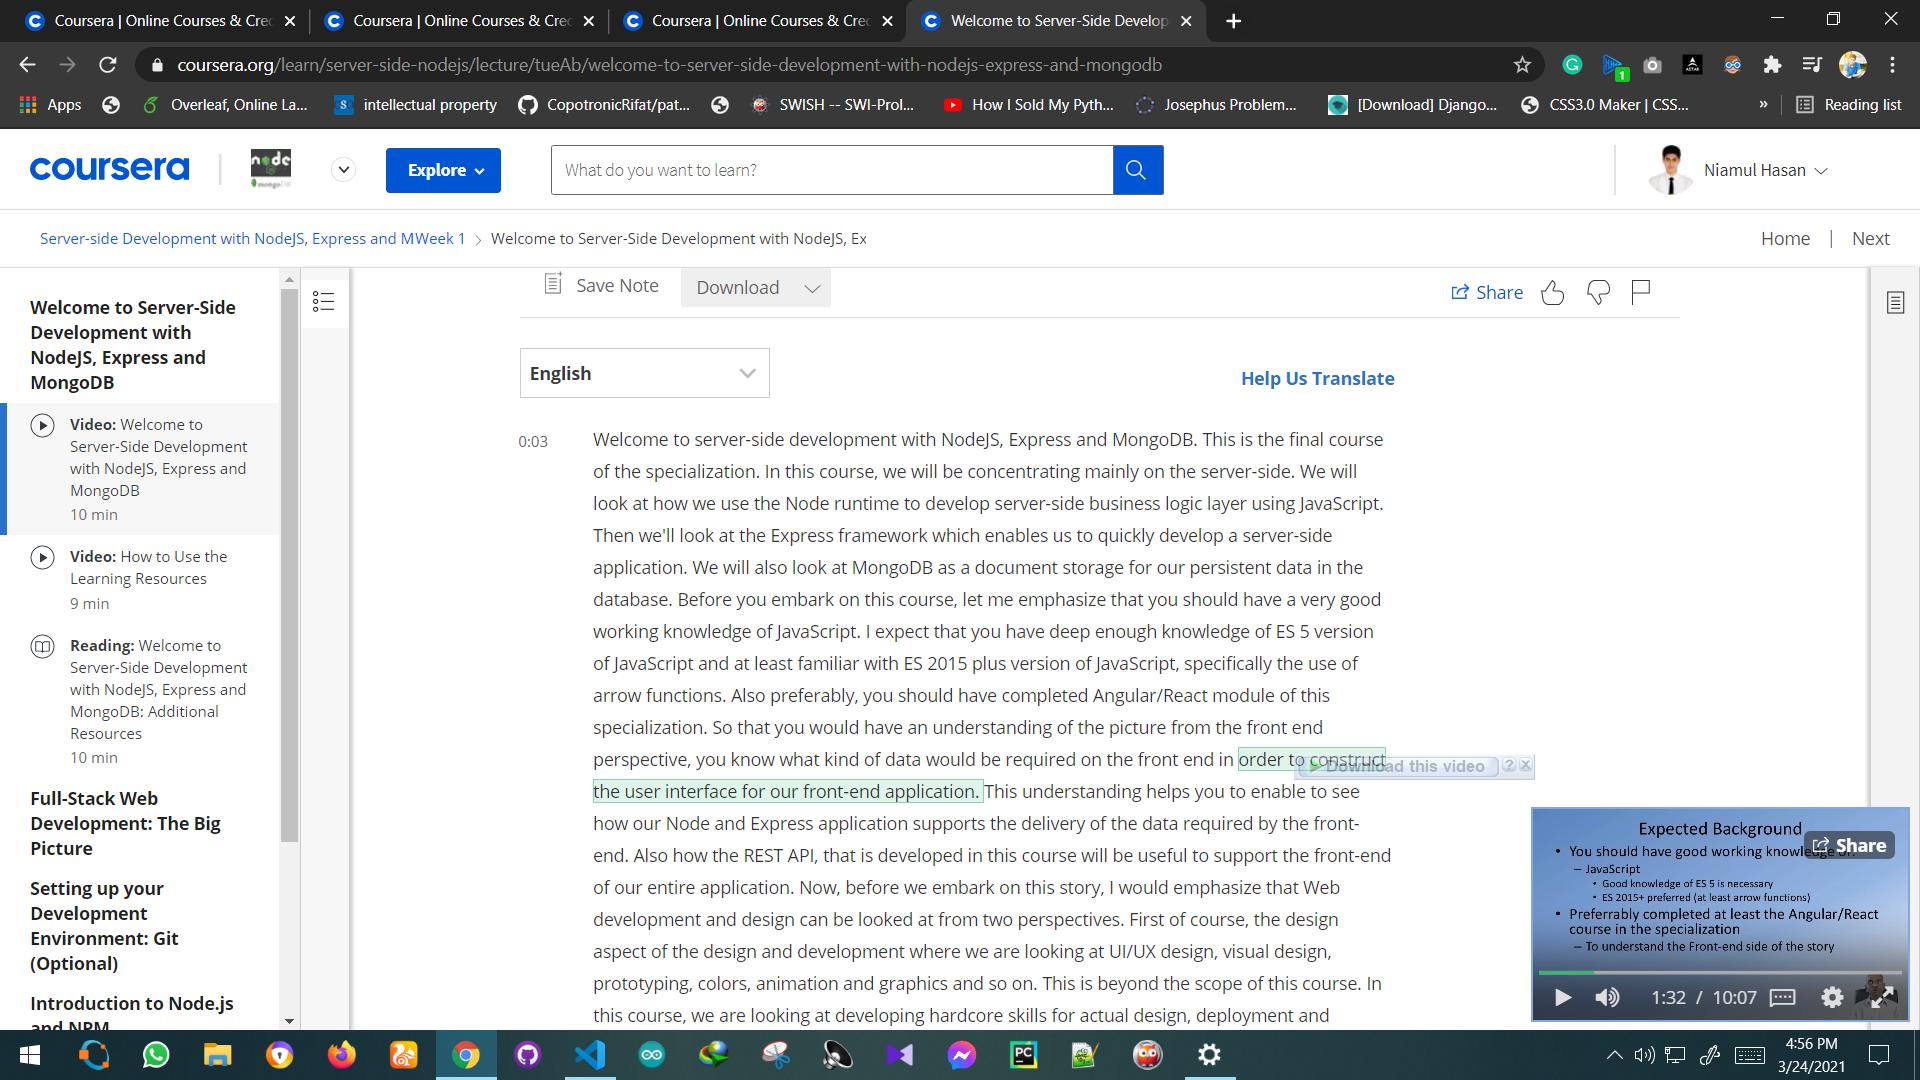 Coursera | Online Courses & Crec
Coursera | Online Courses & Crec
Coursera | Online Courses & Crec
Welcome to Server-Side Develop
coursera.org/learn/server-side-nodejs/lecture/tueAb/welcome-to-server-side-development-with-nodejs-express-and-mongodb
1
Apps
Overleaf, Online La...
intellectual property
CopotronicRifat/pat...
SWISH -- SWI-Prol...
How I Sold My Pyth...
Josephus Problem...
[Download] Django...
CSS3.0 Maker | CSS...
»
Reading list
coursera
node
mongoDB
Explore
What do you want to learn?
Niamul Hasan
Server-side Development with NodeJS, Express and MWeek 1
Welcome to Server-Side Development with NodeJS, Ex
Home | Next
Welcome to Server-Side
Development with
NodeJS, Express and
MongoDB
Video: Welcome to
Server-Side Development
with NodeJS, Express and
MongoDB
10 min
Video: How to Use the
Learning Resources
9 min
Reading: Welcome to
Server-Side Development
with NodeJS, Express and
MongoDB: Additional
Resources
10 min
Full-Stack Web
Development: The Big
Picture
Setting up your
Development
Environment: Git
(Optional)
Introduction to Node.js
and NPM
Save Note
Download
Share
English
Help Us Translate
0:03
Welcome to server-side development with NodeJS, Express and MongoDB. This is the final course
of the specialization. In this course, we will be concentrating mainly on the server-side. We will
look at how we use the Node runtime to develop server-side business logic layer using JavaScript.
Then we'll look at the Express framework which enables us to quickly develop a server-side
application. We will also look at MongoDB as a document storage for our persistent data in the
database. Before you embark on this course, let me emphasize that you should have a very good
working knowledge of JavaScript. I expect that you have deep enough knowledge of ES 5 version
of JavaScript and at least familiar with ES 2015 plus version of JavaScript, specifically the use of
arrow functions. Also preferably, you should have completed Angular/React module of this
specialization. So that you would have an understanding of the picture from the front end
perspective, you know what kind of data would be required on the front end in order to construct
the user interface for our front-end application. This understanding helps you to enable to see
how our Node and Express application supports the delivery of the data required by the front-
end. Also how the REST API, that is developed in this course will be useful to support the front-end
of our entire application. Now, before we embark on this story, I would emphasize that Web
development and design can be looked at from two perspectives. First of course, the design
aspect of the design and development where we are looking at UI/UX design, visual design,
prototyping, colors, animation and graphics and so on. This is beyond the scope of this course. In
this course, we are looking at developing hardcore skills for actual design, deployment and
Download this video
Expected Background
Share
• You should have good working knowledge of:
– JavaScript
• Good knowledge of ES 5 is necessary
• ES 2015+ preferred (at least arrow functions)
• Preferrably completed at least the Angular/React
course in the specialization
– To understand the Front-end side of the story
1:32 / 10:07
PC
4:56 PM
3/24/2021